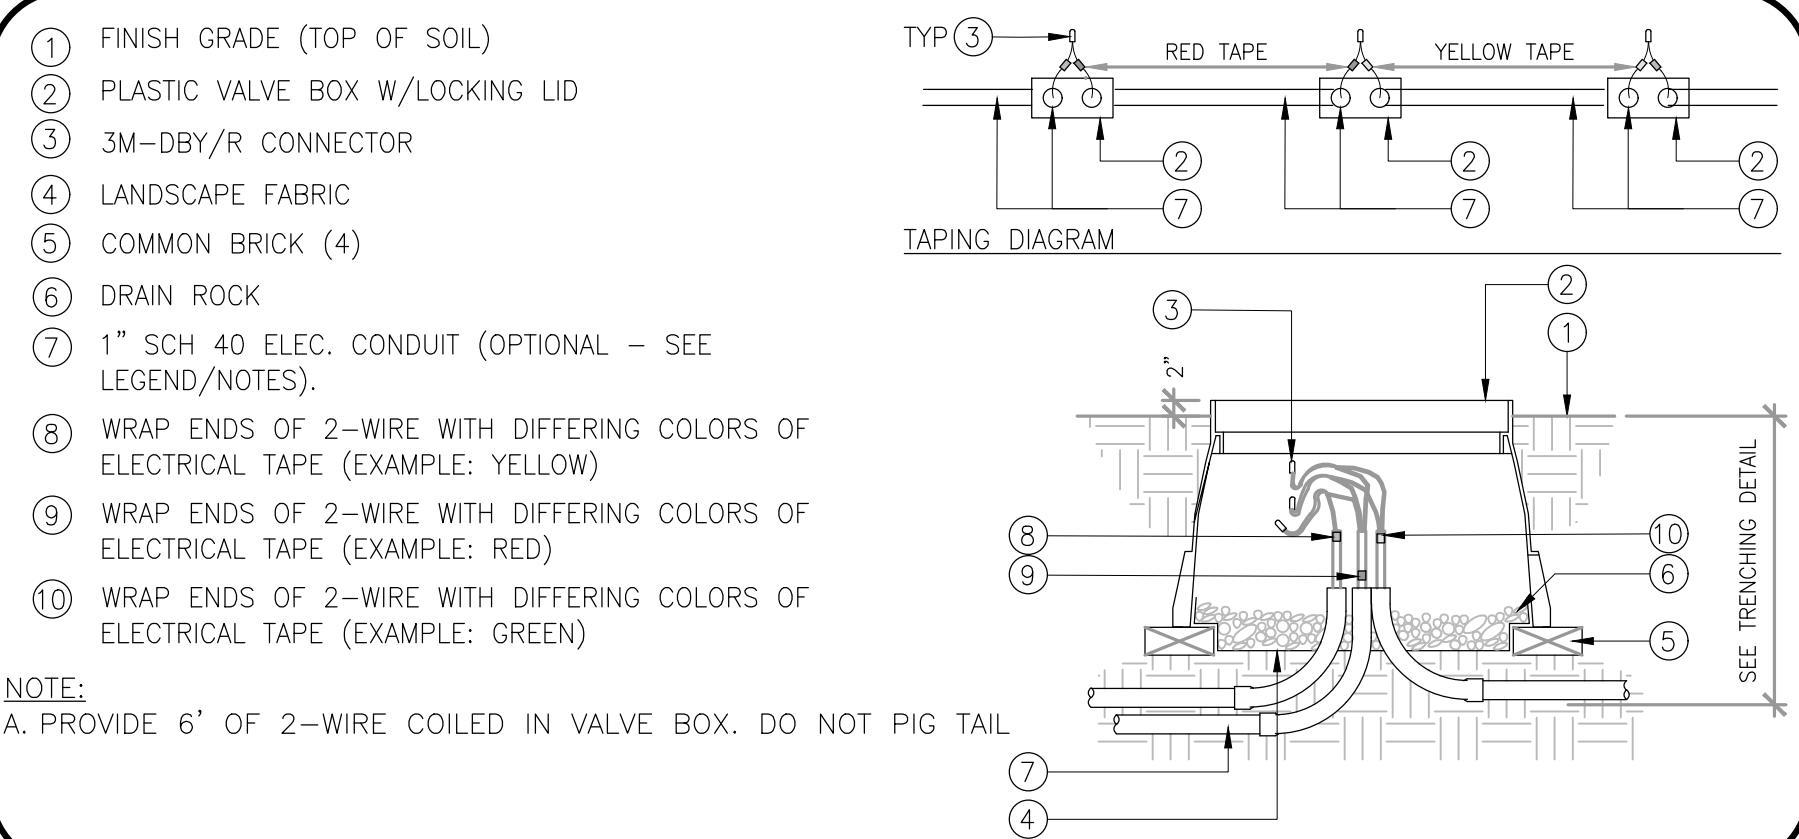 1 FINISH GRADE (TOP OF SOIL)
2 PLASTIC VALVE BOX W/LOCKING LID
3 3M-DBY/R CONNECTOR
4 LANDSCAPE FABRIC
5 COMMON BRICK (4)
6 DRAIN ROCK
7 1" SCH 40 ELEC. CONDUIT (OPTIONAL - SEE
LEGEND/NOTES).
8 WRAP ENDS OF 2-WIRE WITH DIFFERING COLORS OF
ELECTRICAL TAPE (EXAMPLE: YELLOW)
9 WRAP ENDS OF 2-WIRE WITH DIFFERING COLORS OF
ELECTRICAL TAPE (EXAMPLE: RED)
10 WRAP ENDS OF 2-WIRE WITH DIFFERING COLORS OF
ELECTRICAL TAPE (EXAMPLE: GREEN)
NOTE:
A. PROVIDE 6' OF 2-WIRE COILED IN VALVE BOX. DO NOT PIG TAIL
TYP 3
RED TAPE
YELLOW TAPE
2
2
2
7
7
7
TAPING DIAGRAM
2
3
1
2"
8
10
9
6
5
SEE TRENCHING DETAIL
7
4